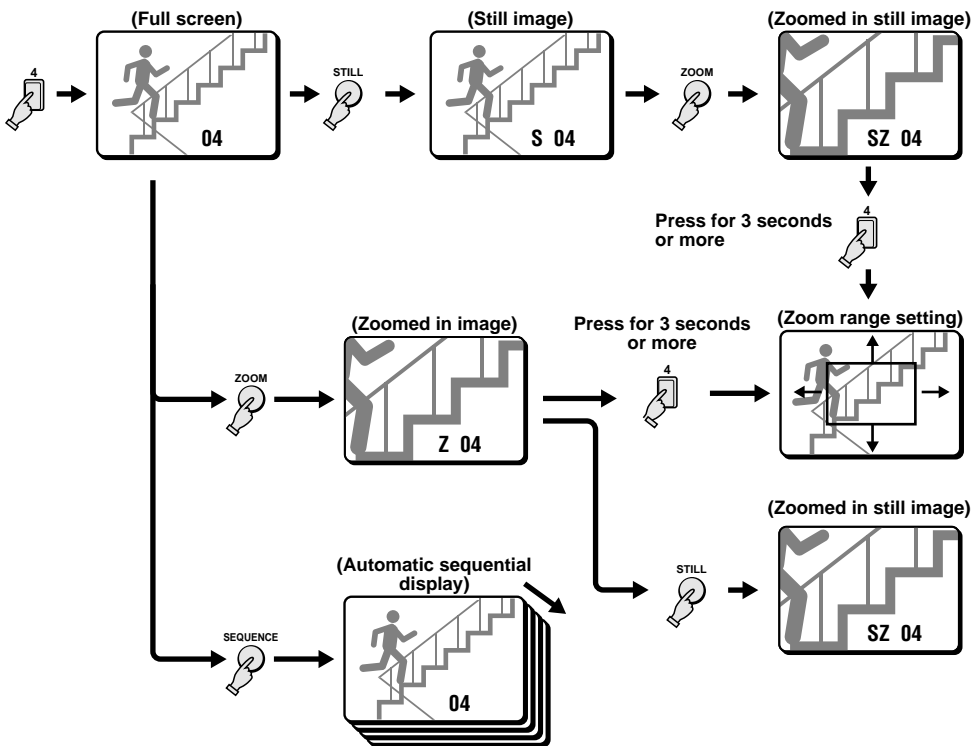 (Full screen)
(Still image)
(Zoomed in still image)
4
STILL
ZOOM
04
S 04
SZ 04
Press for 3 seconds
or more
4
(Zoomed in image)
Press for 3 seconds
or more
(Zoom range setting)
ZOOM
4
Z 04
(Zoomed in still image)
(Automatic sequential
display)
STILL
SEQUENCE
SZ 04
04